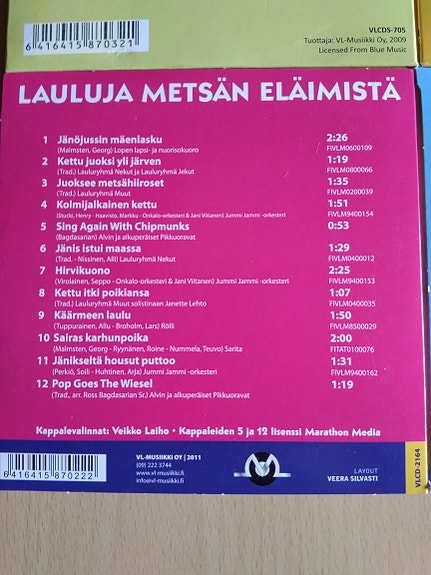 6 416415 870321
VLCDS-705
Tuottaja: VL-Musiikki Oy, 2009
Licensed From Blue Music
LAULUJA METSÄN ELÄIMISTÄ
1 Jänöjussin mäenlasku 2:26
(Malmsten, Georg) Lopen lapsi- ja nuorisokuoro FIVLM0600109
2 Kettu juoksi yli järven 1:19
(Trad.) Lauluryhmä Nekut ja Lauluryhmä Jekut FIVLM0800066
3 Juoksee metsähiiroset 1:35
(Trad.) Lauluryhmä Muut FIVLM0200039
4 Kolmijalkainen kettu 1:51
(Stucki, Henry - Haavisto, Markku - Onkalo-orkesteri & Jani Viitanen) Jummi Jammi -orkesteri FIVLM9400154
5 Sing Again With Chipmunks 0:53
(Bagdasarian) Alvin ja alkuperäiset Pikkuoravat
6 Jänis istui maassa 1:29
(Trad. - Nissinen, Alli) Lauluryhmä Nekut FIVLM0400012
7 Hirvikuono 2:25
(Virolainen, Seppo - Onkalo-orkesteri & Jani Viitanen) Jummi Jammi -orkesteri FIVLM9400153
8 Kettu itki poikiansa 1:07
(Trad.) Lauluryhmä Muut solistinaan Janette Lehto FIVLM0400035
9 Käärmeen laulu 1:50
(Tuppurainen, Allu - Broholm, Lars) Rölli FIVLM8500029
10 Sairas karhunpoika 2:00
(Malmsten, Georg - Ryynänen, Roine - Nummela, Teuvo) Sarita FITAT0100076
11 Jänikseltä housut puttoo 1:31
(Perkiö, Soili - Huhtinen, Arja) Jummi Jammi -orkesteri FIVLM9400162
12 Pop Goes The Wiesel 1:19
(Trad., arr. Ross Bagdasarian Sr.) Alvin ja alkuperäiset Pikkuoravat
Kappalevalinnat: Veikko Laiho • Kappaleiden 5 ja 12 lisenssi Marathon Media
6 416415 870222
VL-MUSIIKKI OY | 2011
(09) 222 3744
www.vl-musiikki.fi
info@vl-musiikki.fi
LAYOUT
VEERA SILVASTI
VLCD-2164